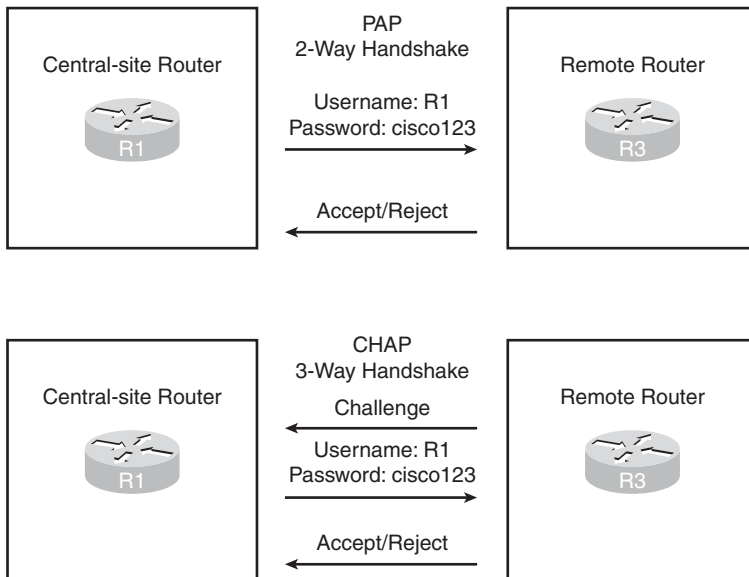 PAP
2-Way Handshake
Central-site Router
Remote Router
Username: R1
Password: cisco123
R1
R3
Accept/Reject
CHAP
3-Way Handshake
Central-site Router
Remote Router
Challenge
Username: R1
Password: cisco123
R1
R3
Accept/Reject